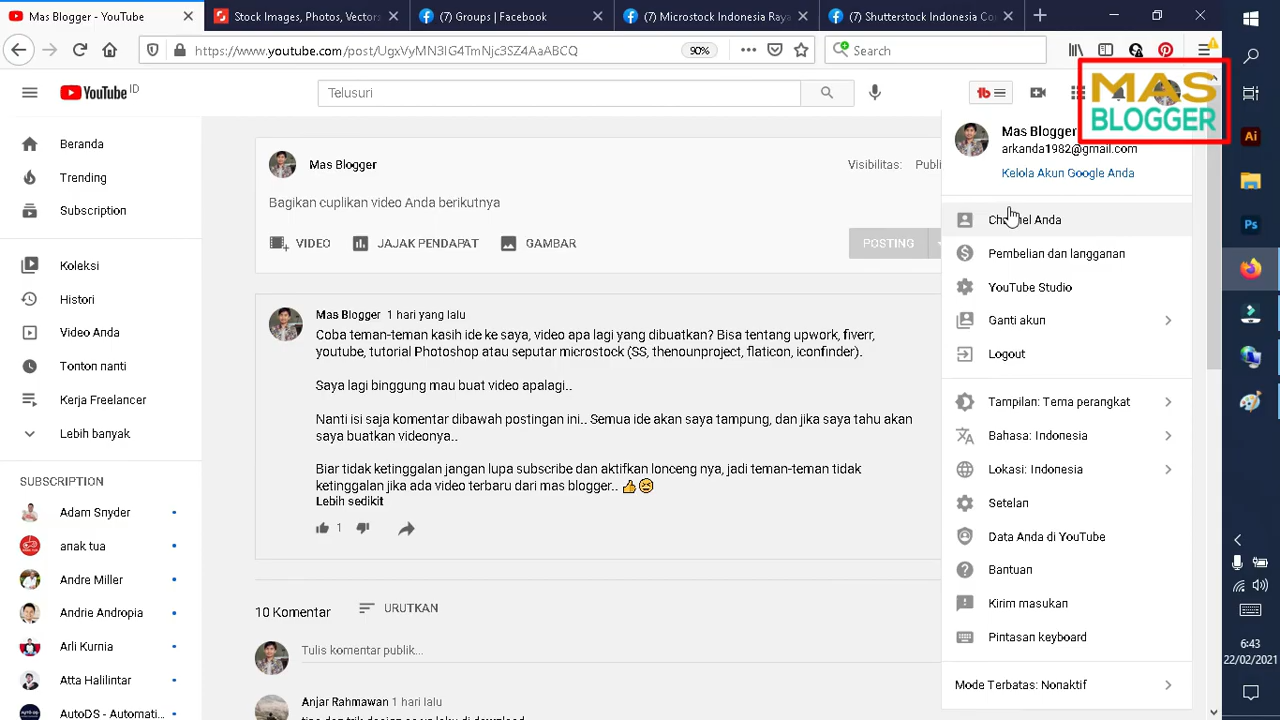 Mas Blogger - YouTube
Stock Images, Photos, Vectors
(7) Groups | Facebook
(7) Microstock Indonesia Raya
(7) Shutterstock Indonesia Co
https://www.youtube.com/post/UgxVyMN3IG4TmNjc3SZ4AaABCQ
90%
Search
YouTube ID
Telusuri
tb
MAS
BLOGGER
Beranda
Trending
Subscription
Koleksi
Histori
Video Anda
Tonton nanti
Kerja Freelancer
Lebih banyak
SUBSCRIPTION
Adam Snyder
anak tua
Andre Miller
Andrie Andropia
Arli Kurnia
Atta Halilintar
AutoDS - Automati...
Mas Blogger
Visibilitas: Publi
Bagikan cuplikan video Anda berikutnya
VIDEO
JAJAK PENDAPAT
GAMBAR
POSTING
Mas Blogger 1 hari yang lalu
Coba teman-teman kasih ide ke saya, video apa lagi yang dibuatkan? Bisa tentang upwork, fiverr,
youtube, tutorial Photoshop atau seputar microstock (SS, thenounproject, flaticon, iconfinder).
Saya lagi binggung mau buat video apalagi..
Nanti isi saja komentar dibawah postingan ini.. Semua ide akan saya tampung, dan jika saya tahu akan
saya buatkan videonya..
Biar tidak ketinggalan jangan lupa subscribe dan aktifkan lonceng nya, jadi teman-teman tidak
ketinggalan jika ada video terbaru dari mas blogger.. 👍😆
Lebih sedikit
1
10 Komentar
URUTKAN
Tulis komentar publik...
Anjar Rahmawan 1 hari lalu
Mas Blogger
arkanda1982@gmail.com
Kelola Akun Google Anda
Channel Anda
Pembelian dan langganan
YouTube Studio
Ganti akun
Logout
Tampilan: Tema perangkat
Bahasa: Indonesia
Lokasi: Indonesia
Setelan
Data Anda di YouTube
Bantuan
Kirim masukan
Pintasan keyboard
Mode Terbatas: Nonaktif
Ai
Ps
6:43
22/02/2021